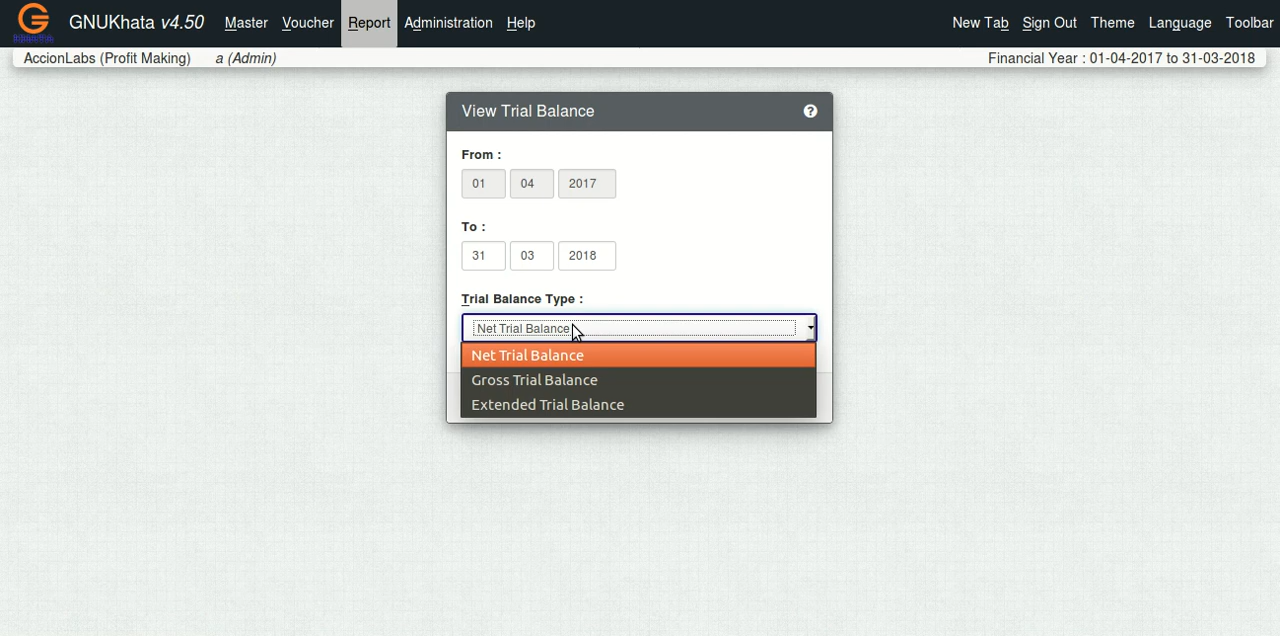 GNUKhata v4.50 Master Voucher Report Administration Help New Tab Sign Out Theme Language Toolbar
AccionLabs (Profit Making) a (Admin) Financial Year : 01-04-2017 to 31-03-2018
View Trial Balance ?
From :
01 04 2017
To :
31 03 2018
Trial Balance Type :
Net Trial Balance
Net Trial Balance
Gross Trial Balance
Extended Trial Balance